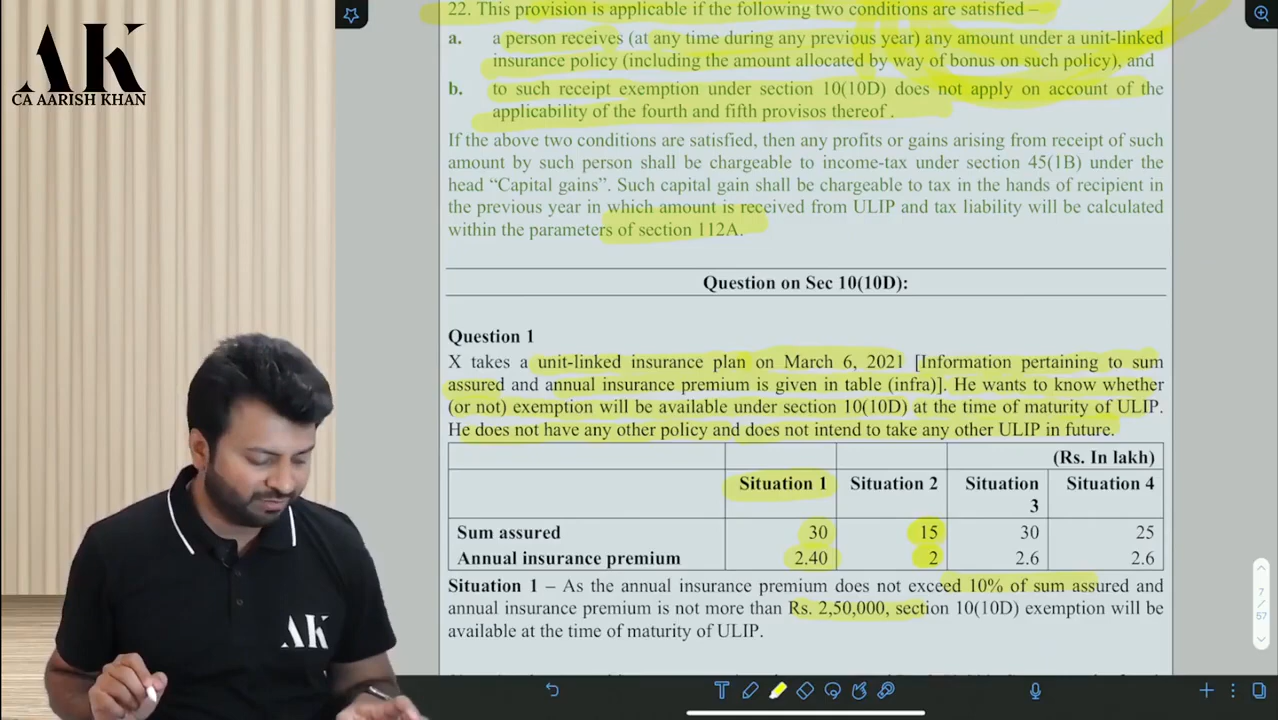 AK
CA AARISH KHAN
22. This provision is applicable if the following two conditions are satisfied –
a. a person receives (at any time during any previous year) any amount under a unit-linked
insurance policy (including the amount allocated by way of bonus on such policy), and
b. to such receipt exemption under section 10(10D) does not apply on account of the
applicability of the fourth and fifth provisos thereof .
If the above two conditions are satisfied, then any profits or gains arising from receipt of such
amount by such person shall be chargeable to income-tax under section 45(1B) under the
head “Capital gains”. Such capital gain shall be chargeable to tax in the hands of recipient in
the previous year in which amount is received from ULIP and tax liability will be calculated
within the parameters of section 112A.
Question on Sec 10(10D):
Question 1
X takes a unit-linked insurance plan on March 6, 2021 [Information pertaining to sum
assured and annual insurance premium is given in table (infra)]. He wants to know whether
(or not) exemption will be available under section 10(10D) at the time of maturity of ULIP.
He does not have any other policy and does not intend to take any other ULIP in future.
(Rs. In lakh)
Situation 1 Situation 2 Situation Situation 4
3
Sum assured 30 15 30 25
Annual insurance premium 2.40 2 2.6 2.6
Situation 1 – As the annual insurance premium does not exceed 10% of sum assured and
annual insurance premium is not more than Rs. 2,50,000, section 10(10D) exemption will be
available at the time of maturity of ULIP.
AK
7
/
57
T